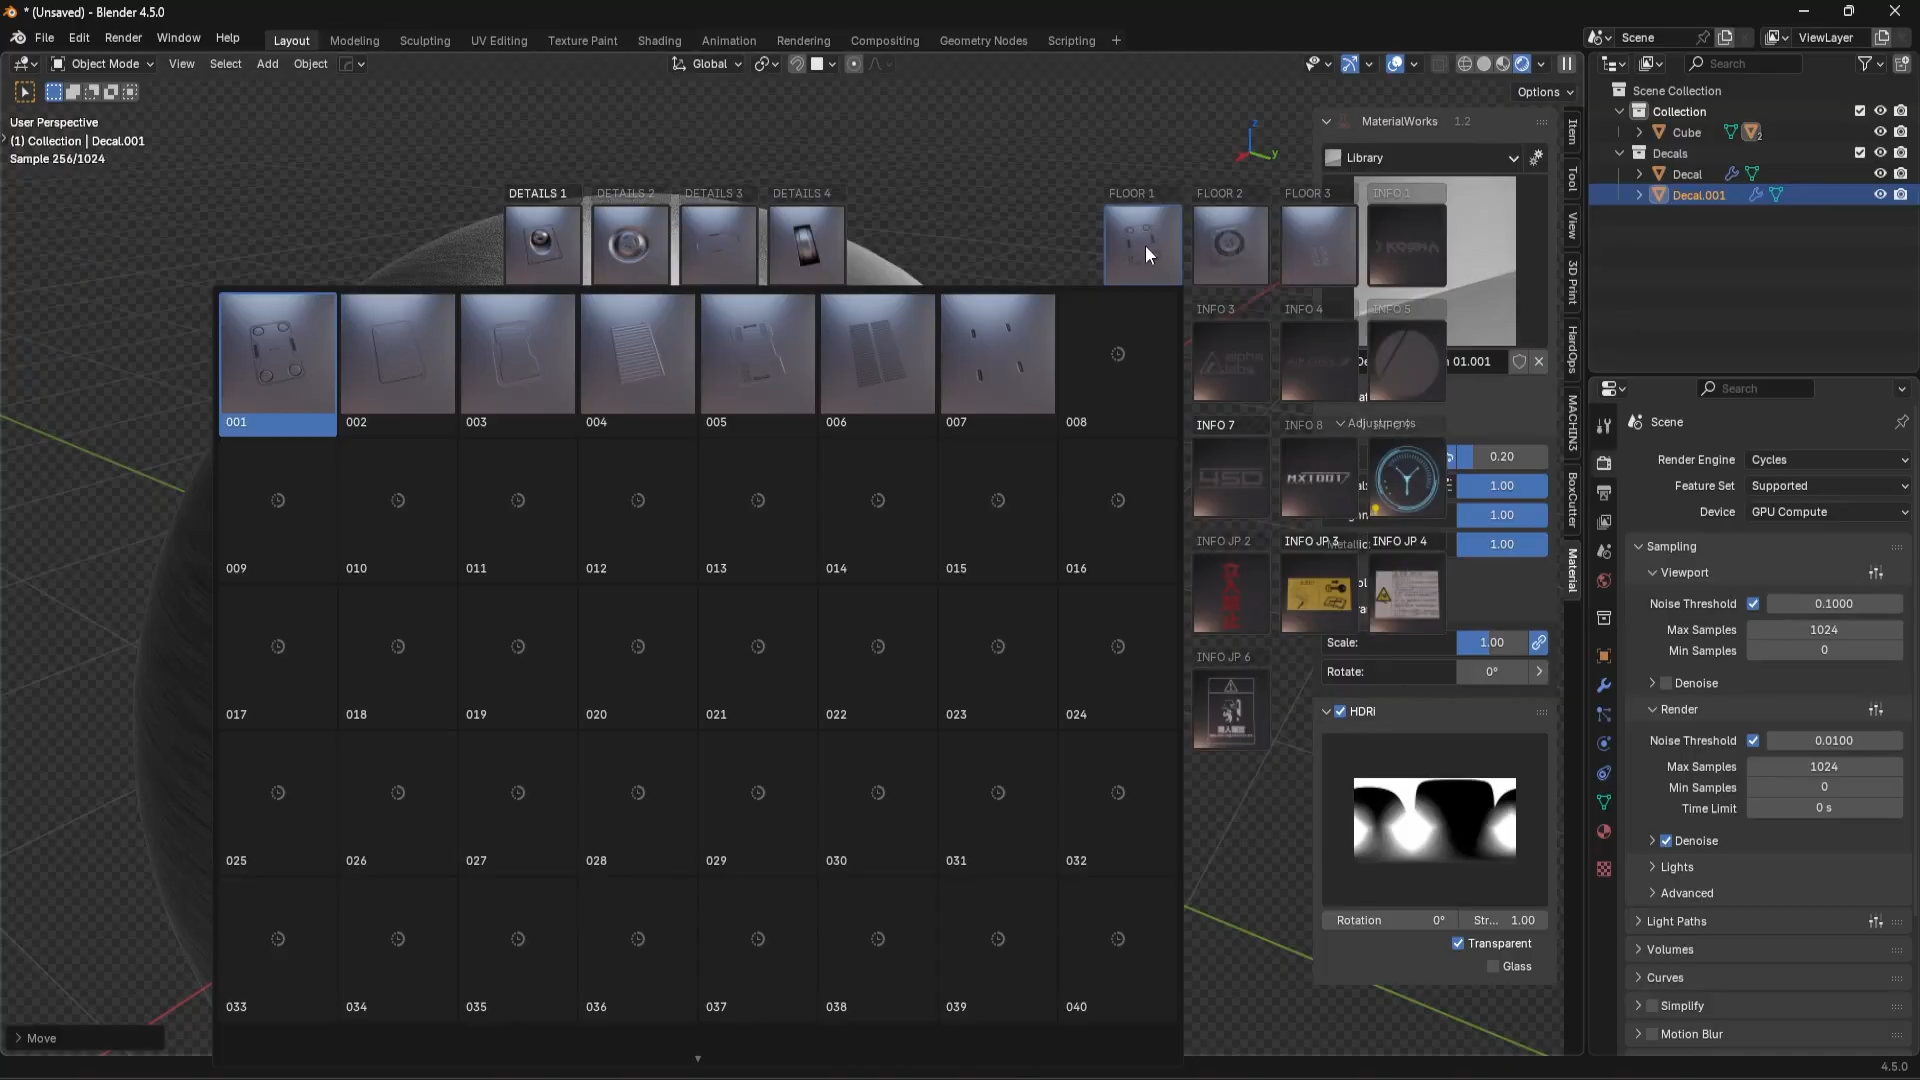 * (Unsaved) - Blender 4.5.0
File Edit Render Window Help
Layout Modeling Sculpting UV Editing Texture Paint Shading Animation Rendering Compositing Geometry Nodes Scripting +
Scene
ViewLayer
Object Mode View Select Add Object
Global
Search
Options
User Perspective
(1) Collection | Decal.001
Sample 256/1024
Scene Collection
Collection
Cube
2
Decals
Decal
Decal.001
z
y
MaterialWorks 1.2
Library
DETAILS 1 DETAILS 2 DETAILS 3 DETAILS 4
FLOOR 1 FLOOR 2 FLOOR 3 INFO 1
INFO 3 INFO 4 INFO 5
alpha labs
01.001
INFO 7 INFO 8
Adjustments
450
MXT001
0.20
1.00
1.00
Metallic:
1.00
INFO JP 2 INFO JP 3 INFO JP 4
Scale: 1.00
INFO JP 6
Rotate: 0°
HDRi
Rotation 0° Str... 1.00
Transparent
Glass
Item
Tool
View
3D Print
HardOps
MACHIN3
BoxCutter
Material
001 002 003 004 005 006 007 008
009 010 011 012 013 014 015 016
017 018 019 020 021 022 023 024
025 026 027 028 029 030 031 032
033 034 035 036 037 038 039 040
Move
Search
Scene
Render Engine Cycles
Feature Set Supported
Device GPU Compute
Sampling
Viewport
Noise Threshold 0.1000
Max Samples 1024
Min Samples 0
Denoise
Render
Noise Threshold 0.0100
Max Samples 1024
Min Samples 0
Time Limit 0 s
Denoise
Lights
Advanced
Light Paths
Volumes
Curves
Simplify
Motion Blur
4.5.0